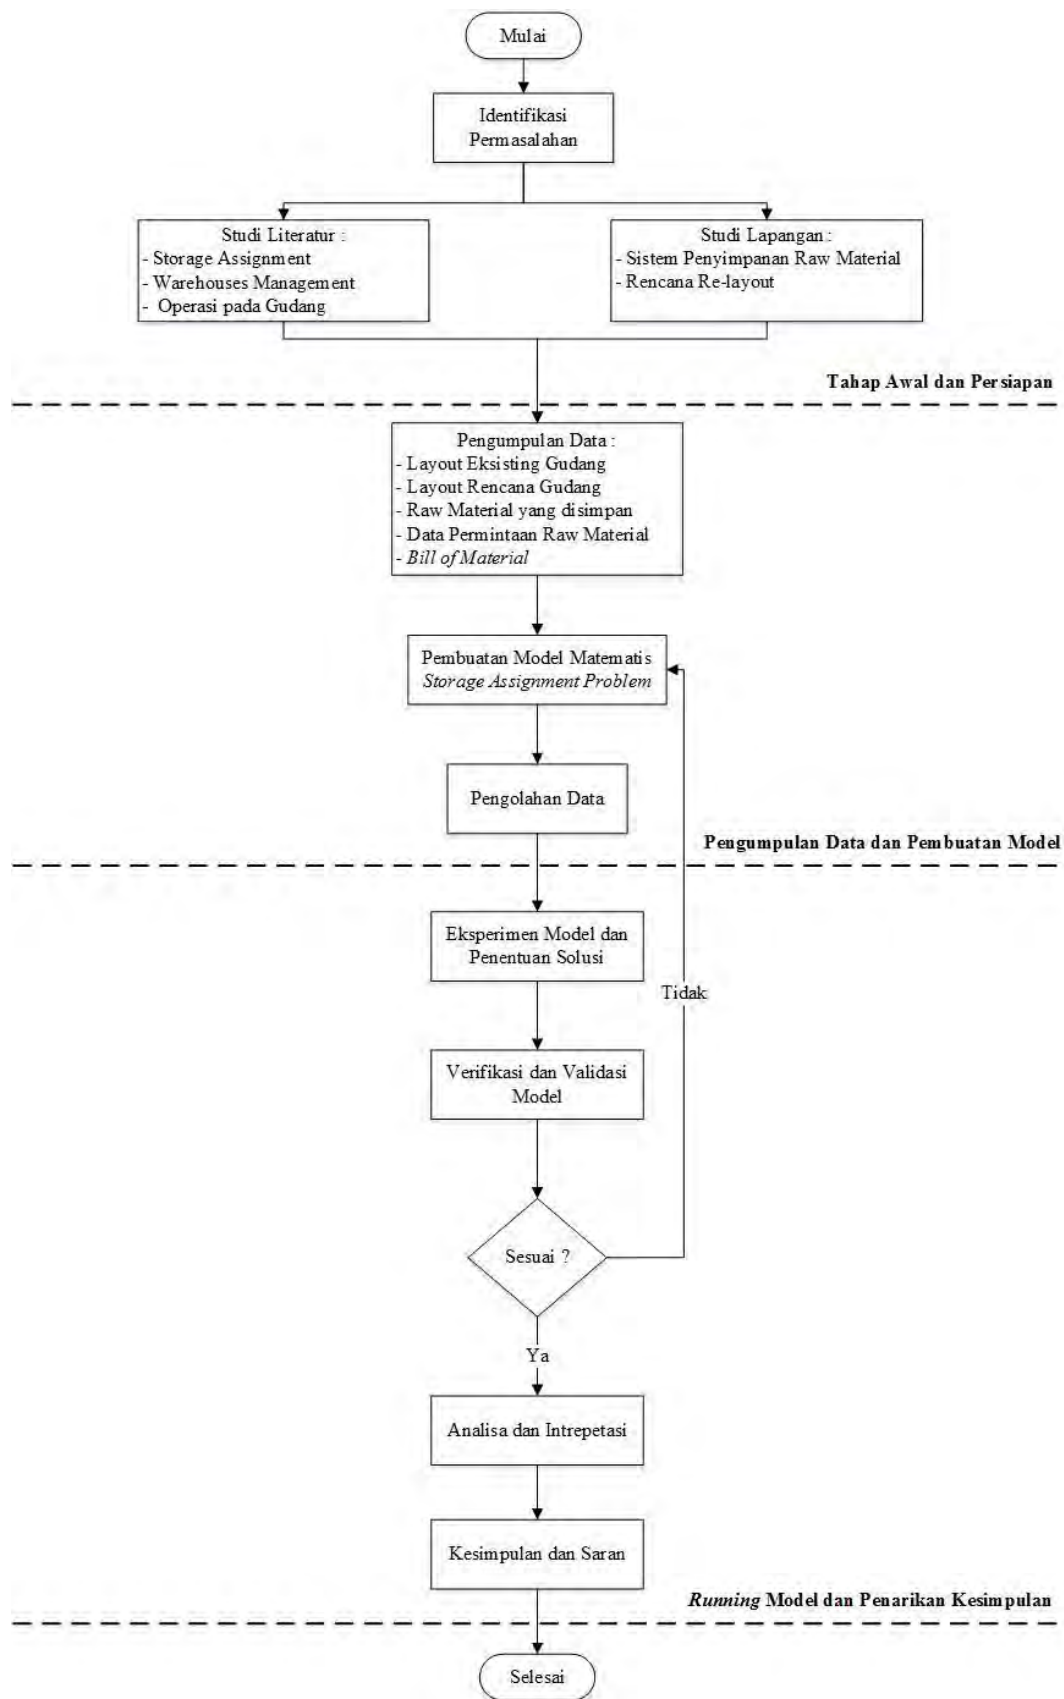 Mulai
Identifikasi
Permasalahan
Studi Literatur :
- Storage Assignment
- Warehouses Management
- Operasi pada Gudang
Studi Lapangan :
- Sistem Penyimpanan Raw Material
- Rencana Re-layout
Tahap Awal dan Persiapan
Pengumpulan Data :
- Layout Eksisting Gudang
- Layout Rencana Gudang
- Raw Material yang disimpan
- Data Permintaan Raw Material
- Bill of Material
Pembuatan Model Matematis
Storage Assignment Problem
Pengolahan Data
Pengumpulan Data dan Pembuatan Model
Eksperimen Model dan
Penentuan Solusi
Tidak
Verifikasi dan Validasi
Model
Sesuai ?
Ya
Analisa dan Intrepetasi
Kesimpulan dan Saran
Running Model dan Penarikan Kesimpulan
Selesai